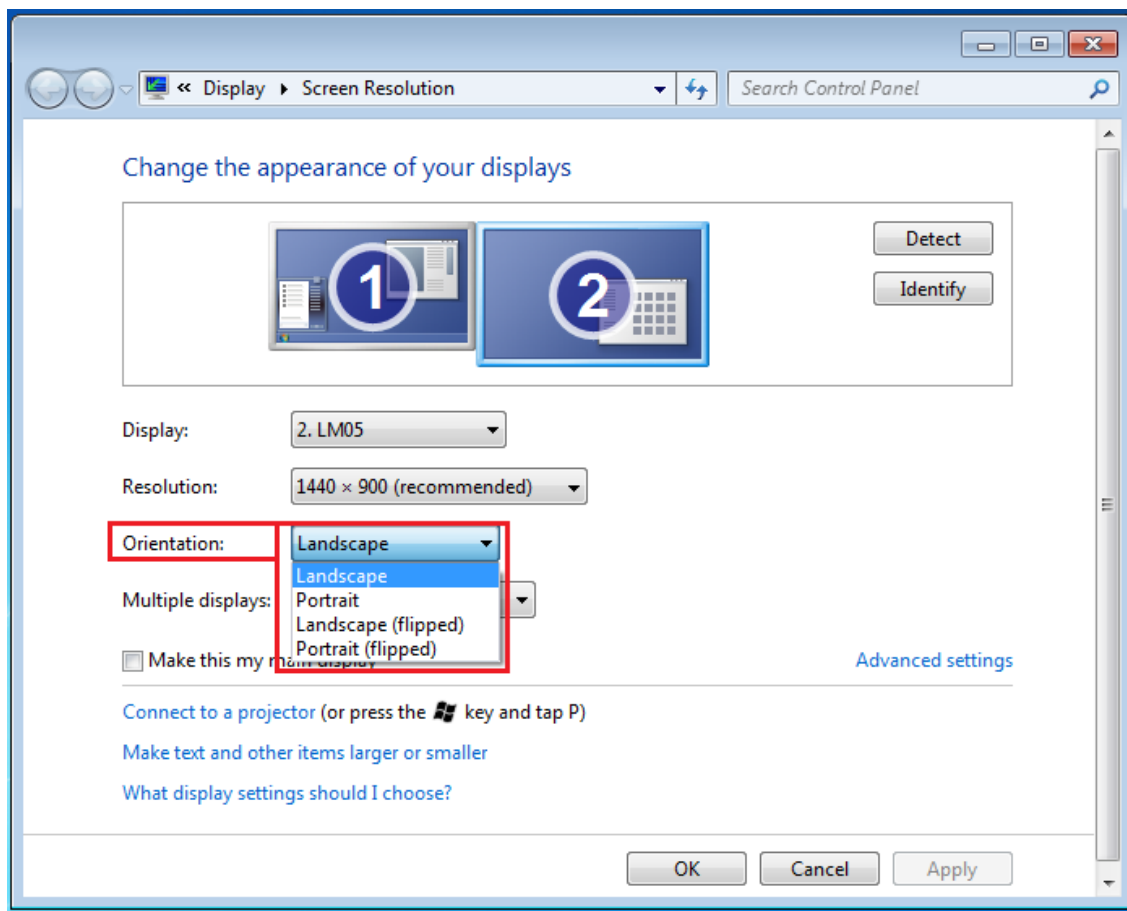 « Display ▸ Screen Resolution
Search Control Panel
Change the appearance of your displays
1
2
Detect
Identify
Display: 2. LM05
Resolution: 1440 × 900 (recommended)
Orientation: Landscape
Landscape
Portrait
Multiple displays:
Landscape (flipped)
Portrait (flipped)
Make this my main display
Advanced settings
Connect to a projector (or press the key and tap P)
Make text and other items larger or smaller
What display settings should I choose?
OK Cancel Apply